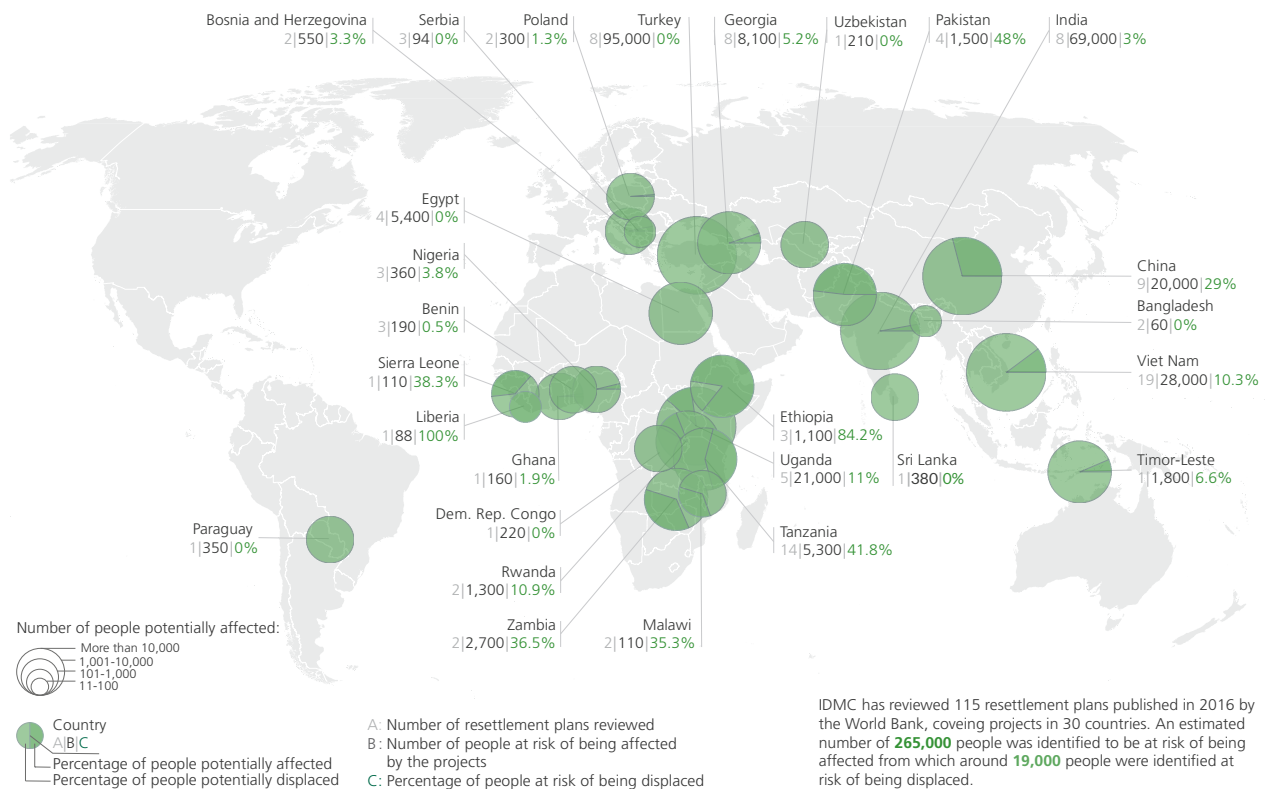 Bosnia and Herzegovina
2|550|3.3%
Serbia
3|94|0%
Poland
2|300|1.3%
Turkey
8|95,000|0%
Georgia
8|8,100|5.2%
Uzbekistan
1|210|0%
Pakistan
4|1,500|48%
India
8|69,000|3%
Egypt
4|5,400|0%
Nigeria
3|360|3.8%
Benin
3|190|0.5%
Sierra Leone
1|110|38.3%
Liberia
1|88|100%
Ghana
1|160|1.9%
Dem. Rep. Congo
1|220|0%
Rwanda
2|1,300|10.9%
Zambia
2|2,700|36.5%
Malawi
2|110|35.3%
Paraguay
1|350|0%
China
9|20,000|29%
Bangladesh
2|60|0%
Viet Nam
19|28,000|10.3%
Ethiopia
3|1,100|84.2%
Uganda
5|21,000|11%
Sri Lanka
1|380|0%
Timor-Leste
1|1,800|6.6%
Tanzania
14|5,300|41.8%
Number of people potentially affected:
More than 10,000
1,001-10,000
101-1,000
11-100
Country
A|B|C
Percentage of people potentially affected
Percentage of people potentially displaced
A: Number of resettlement plans reviewed
B: Number of people at risk of being affected
by the projects
C: Percentage of people at risk of being displaced
IDMC has reviewed 115 resettlement plans published in 2016 by
the World Bank, coveing projects in 30 countries. An estimated
number of 265,000 people was identified to be at risk of being
affected from which around 19,000 people were identified at
risk of being displaced.